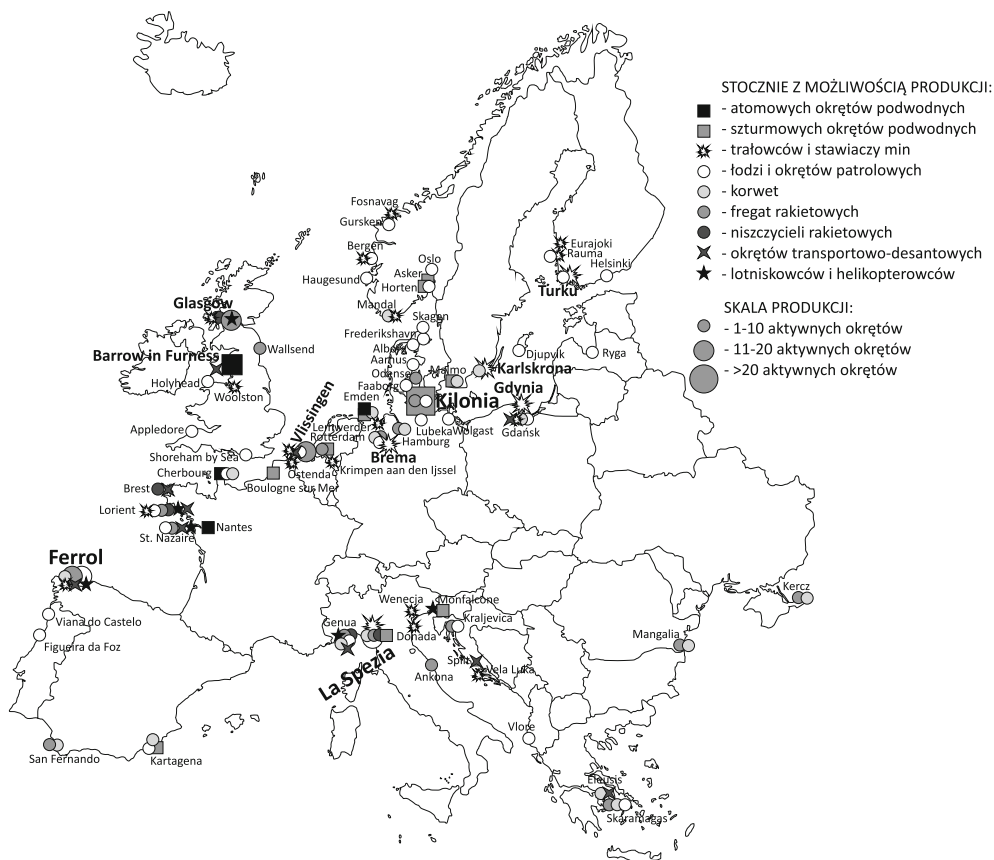 STOCZNIE Z MOŻLIWOŚCIĄ PRODUKCJI:
- atomowych okrętów podwodnych
- szturmowych okrętów podwodnych
- trałowców i stawiaczy min
- łodzi i okrętów patrolowych
- korwet
- fregat rakietowych
- niszczycieli rakietowych
- okrętów transportowo-desantowych
- lotniskowców i helikopterowców
SKALA PRODUKCJI:
- 1-10 aktywnych okrętów
- 11-20 aktywnych okrętów
- >20 aktywnych okrętów
Fosnavag
Gursken
Bergen
Haugesund
Oslo
Asker
Horten
Mandal
Skagen
Frederikshavn
Alborg
Aarhus
Odense
Faaborg
Malmo
Eurajoki
Rauma
Helsinki
Turku
Djupvik
Ryga
Karlskrona
Gdynia
Gdańsk
Glasgow
Wallsend
Barrow in Furness
Holyhead
Woolston
Appledore
Shoreham by Sea
Emden
Kilonia
Lubeka
Wolgast
Lemwerder
Hamburg
Brema
Vlissingen
Rotterdam
Krimpen aan den Ijssel
Ostenda
Boulogne sur Mer
Cherbourg
Brest
Lorient
St. Nazaire
Nantes
Ferrol
Viana do Castelo
Figueira da Foz
San Fernando
Kartagena
Wenecja
Monfalcone
Kraljevica
Genua
Donada
La Spezia
Split
Vela Luka
Ankona
Vlore
Kercz
Mangalia
Eleusis
Skaramagas